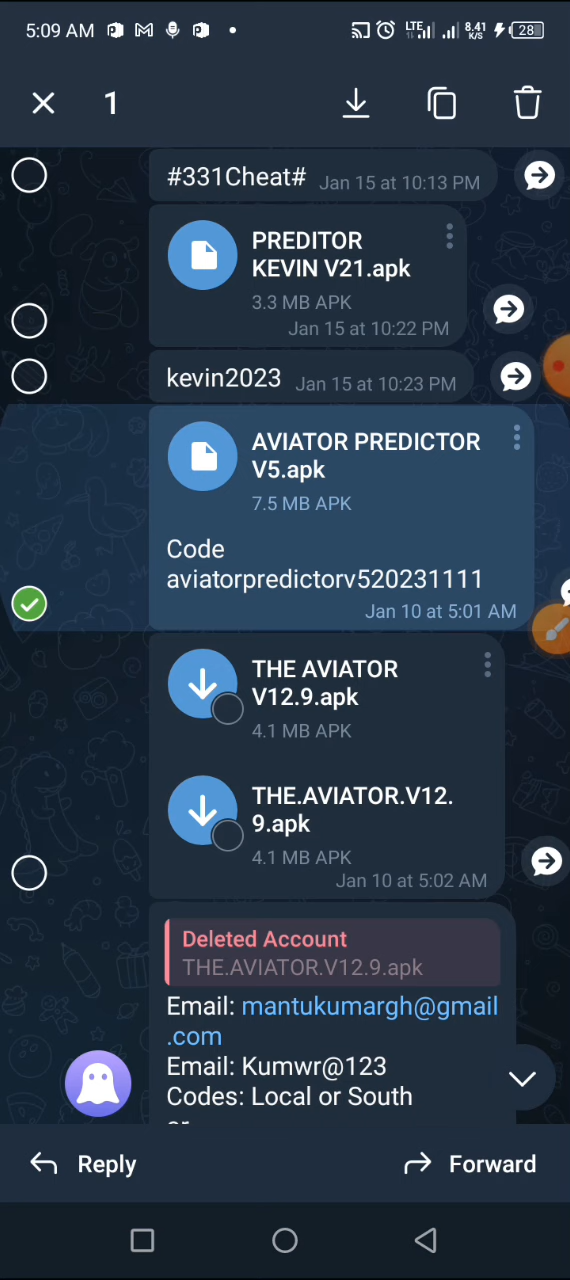 5:09 AM
LTE
8.41
K/S
28
1
#331Cheat# Jan 15 at 10:13 PM
PREDITOR
KEVIN V21.apk
3.3 MB APK
Jan 15 at 10:22 PM
kevin2023 Jan 15 at 10:23 PM
AVIATOR PREDICTOR
V5.apk
7.5 MB APK
Code
aviatorpredictorv520231111
Jan 10 at 5:01 AM
THE AVIATOR
V12.9.apk
4.1 MB APK
THE.AVIATOR.V12.
9.apk
4.1 MB APK
Jan 10 at 5:02 AM
Deleted Account
THE.AVIATOR.V12.9.apk
Email: mantukumargh@gmail
.com
Email: Kumwr@123
Codes: Local or South
Reply
Forward